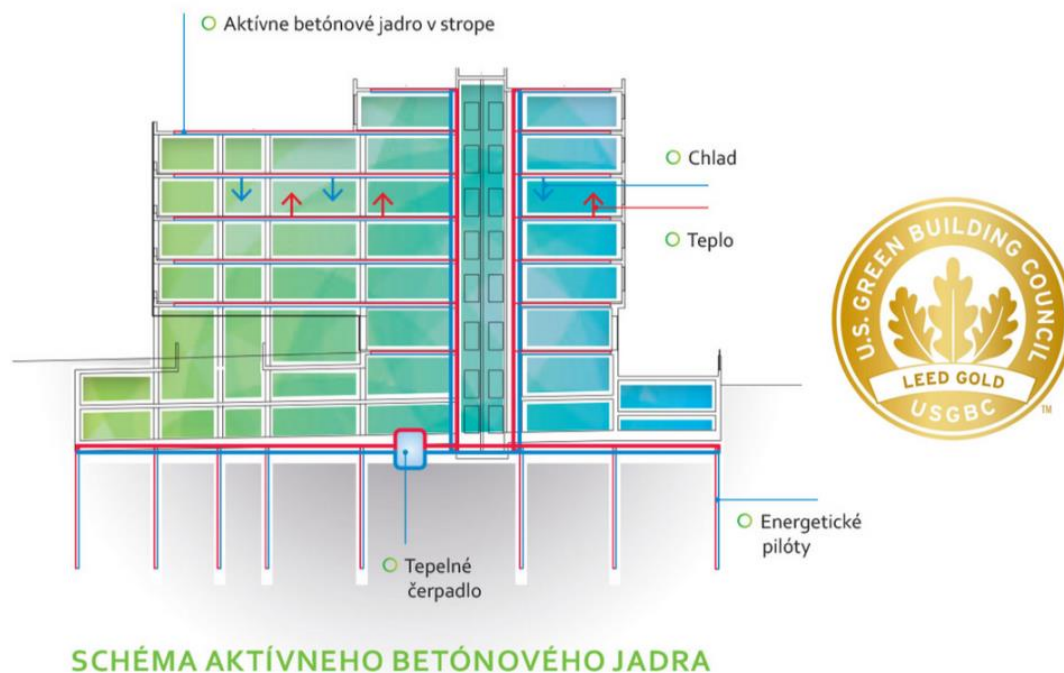 Aktívne betónové jadro v strope
Chlad
Teplo
U.S. GREEN BUILDING COUNCIL
LEED GOLD
USGBC
TM
Energetické
pilóty
Tepelné
čerpadlo
SCHÉMA AKTÍVNEHO BETÓNOVÉHO JADRA